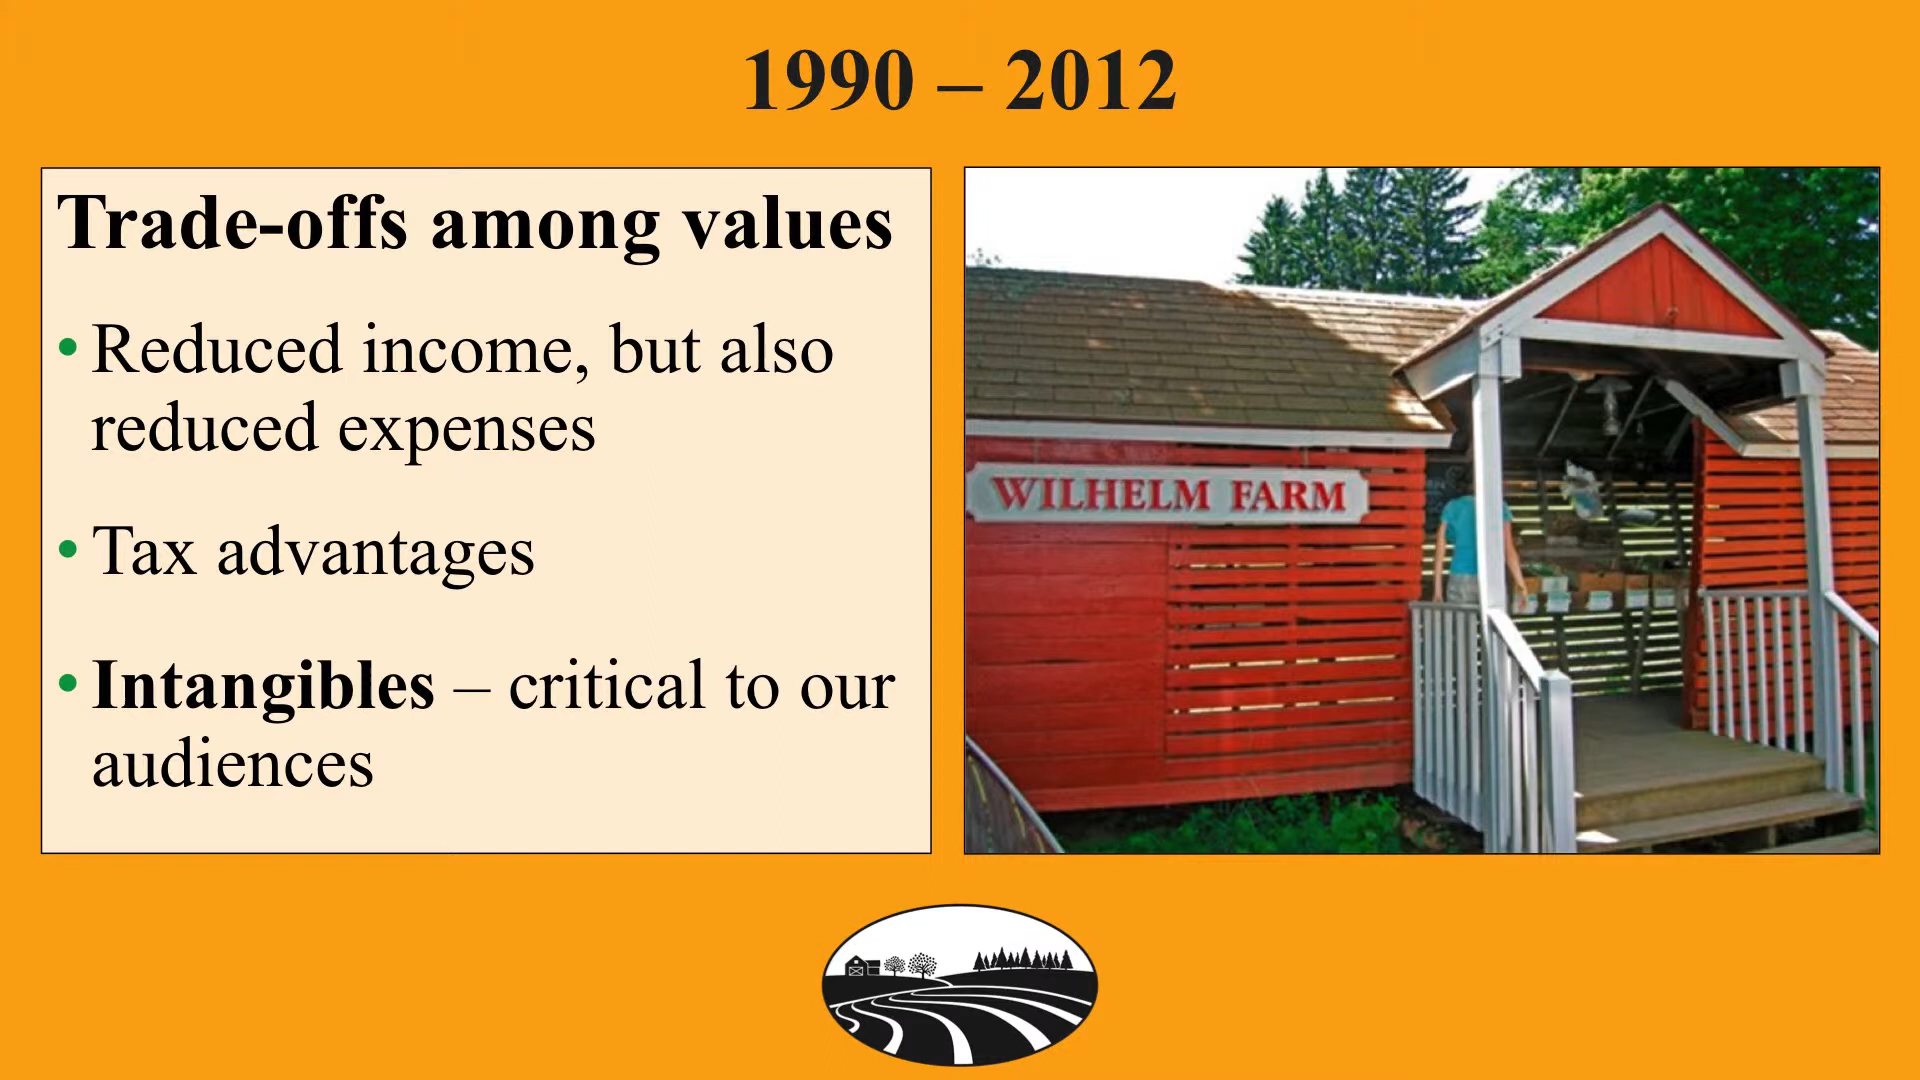 1990 – 2012
Trade-offs among values
• Reduced income, but also
reduced expenses
• Tax advantages
• Intangibles – critical to our
audiences
WILHELM FARM